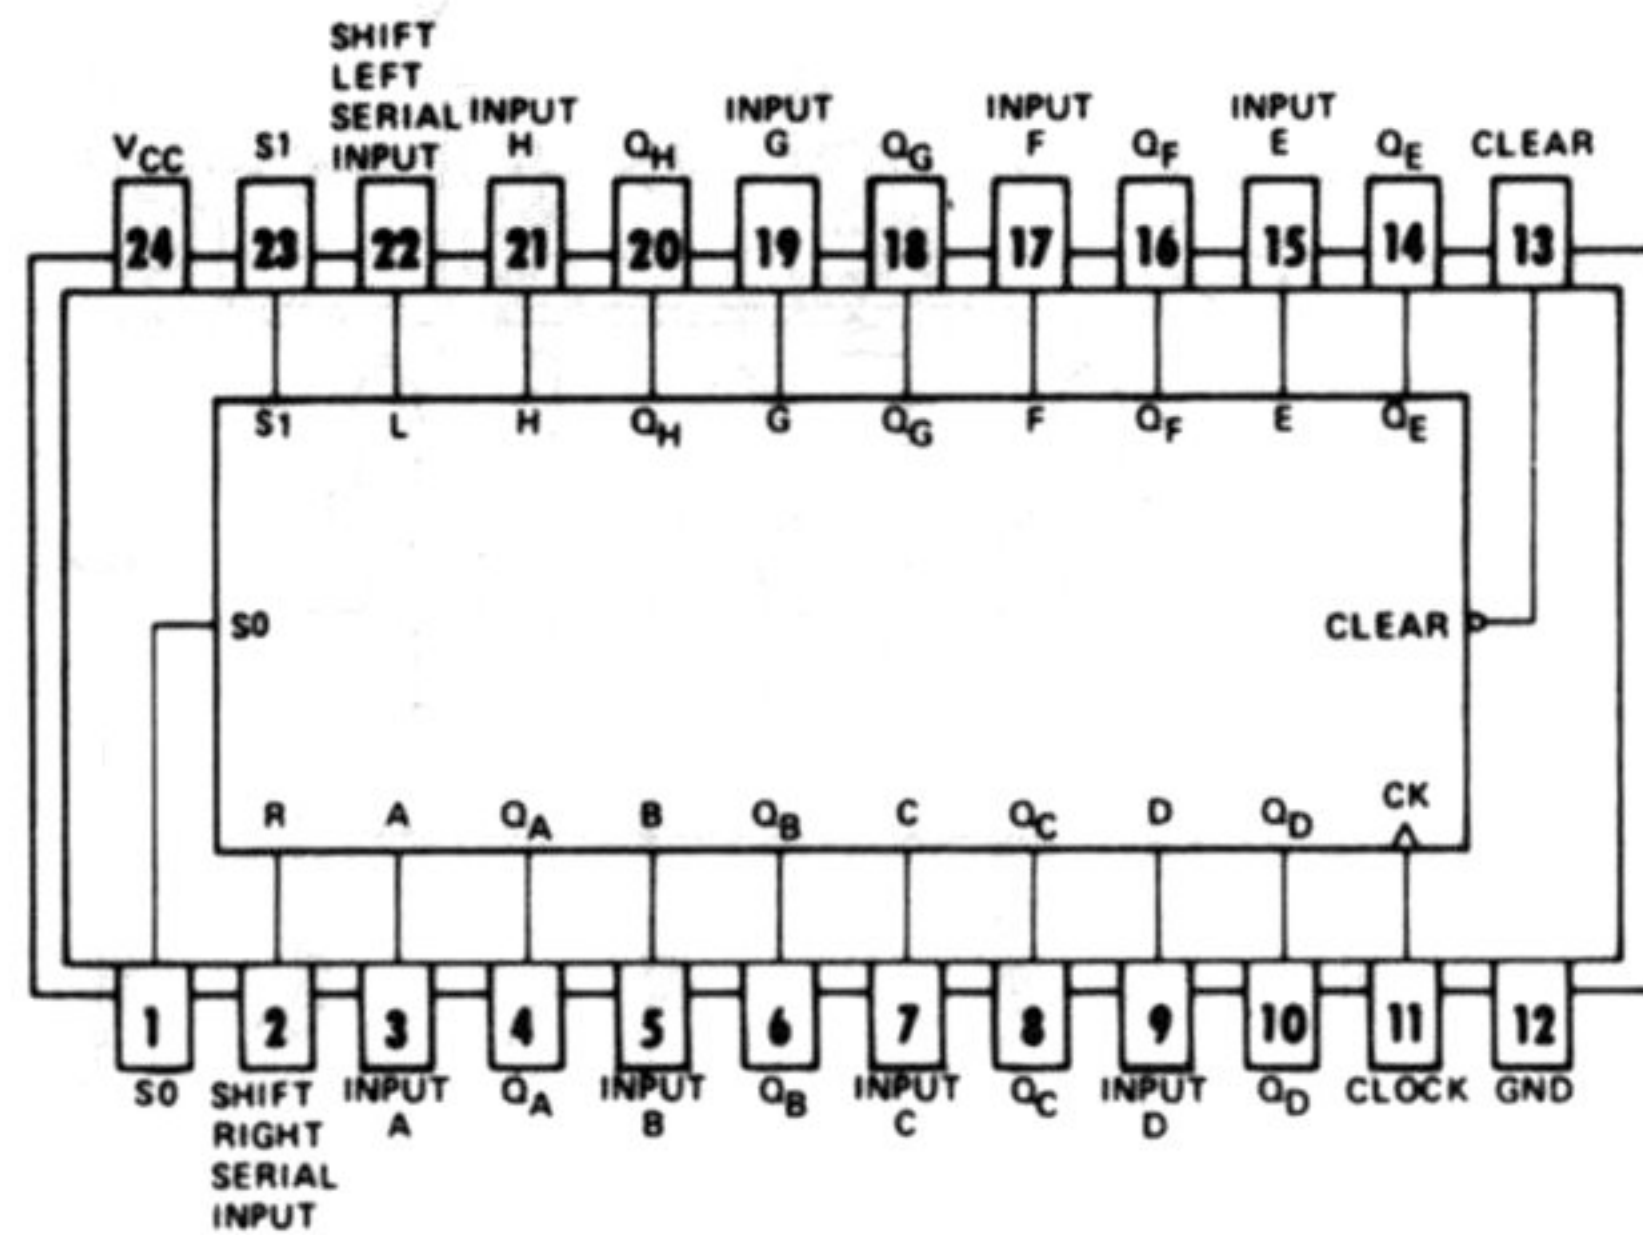 SHIFT
LEFT
SERIAL
INPUT
VCC S1 INPUT H QH INPUT G QG INPUT F QF INPUT E QE CLEAR
24 23 22 21 20 19 18 17 16 15 14 13
S1 L H QH G QG F QF E QE
S0 CLEAR
CK
R A QA B QB C QC D QD
1 2 3 4 5 6 7 8 9 10 11 12
S0 SHIFT RIGHT SERIAL INPUT INPUT A QA INPUT B QB INPUT C QC INPUT D QD CLOCK GND